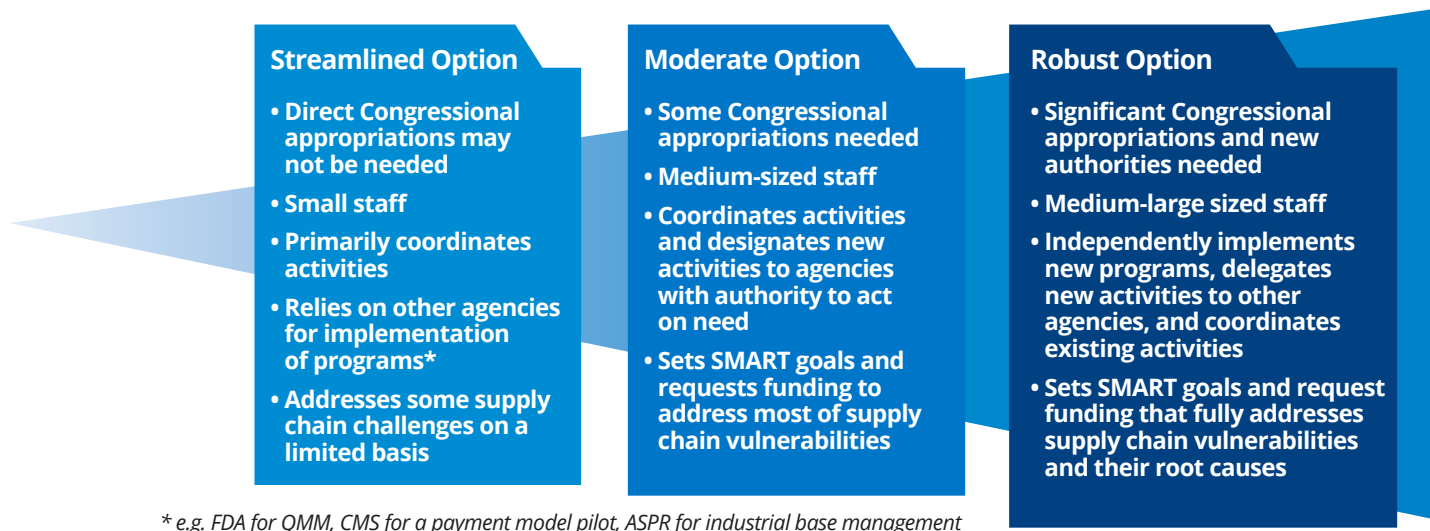 Streamlined Option
• Direct Congressional
appropriations may
not be needed
• Small staff
• Primarily coordinates
activities
• Relies on other agencies
for implementation
of programs*
• Addresses some supply
chain challenges on a
limited basis
Moderate Option
• Some Congressional
appropriations needed
• Medium-sized staff
• Coordinates activities
and designates new
activities to agencies
with authority to act
on need
• Sets SMART goals and
requests funding to
address most of supply
chain vulnerabilities
Robust Option
• Significant Congressional
appropriations and new
authorities needed
• Medium-large sized staff
• Independently implements
new programs, delegates
new activities to other
agencies, and coordinates
existing activities
• Sets SMART goals and request
funding that fully addresses
supply chain vulnerabilities
and their root causes
* e.g. FDA for QMM, CMS for a payment model pilot, ASPR for industrial base management